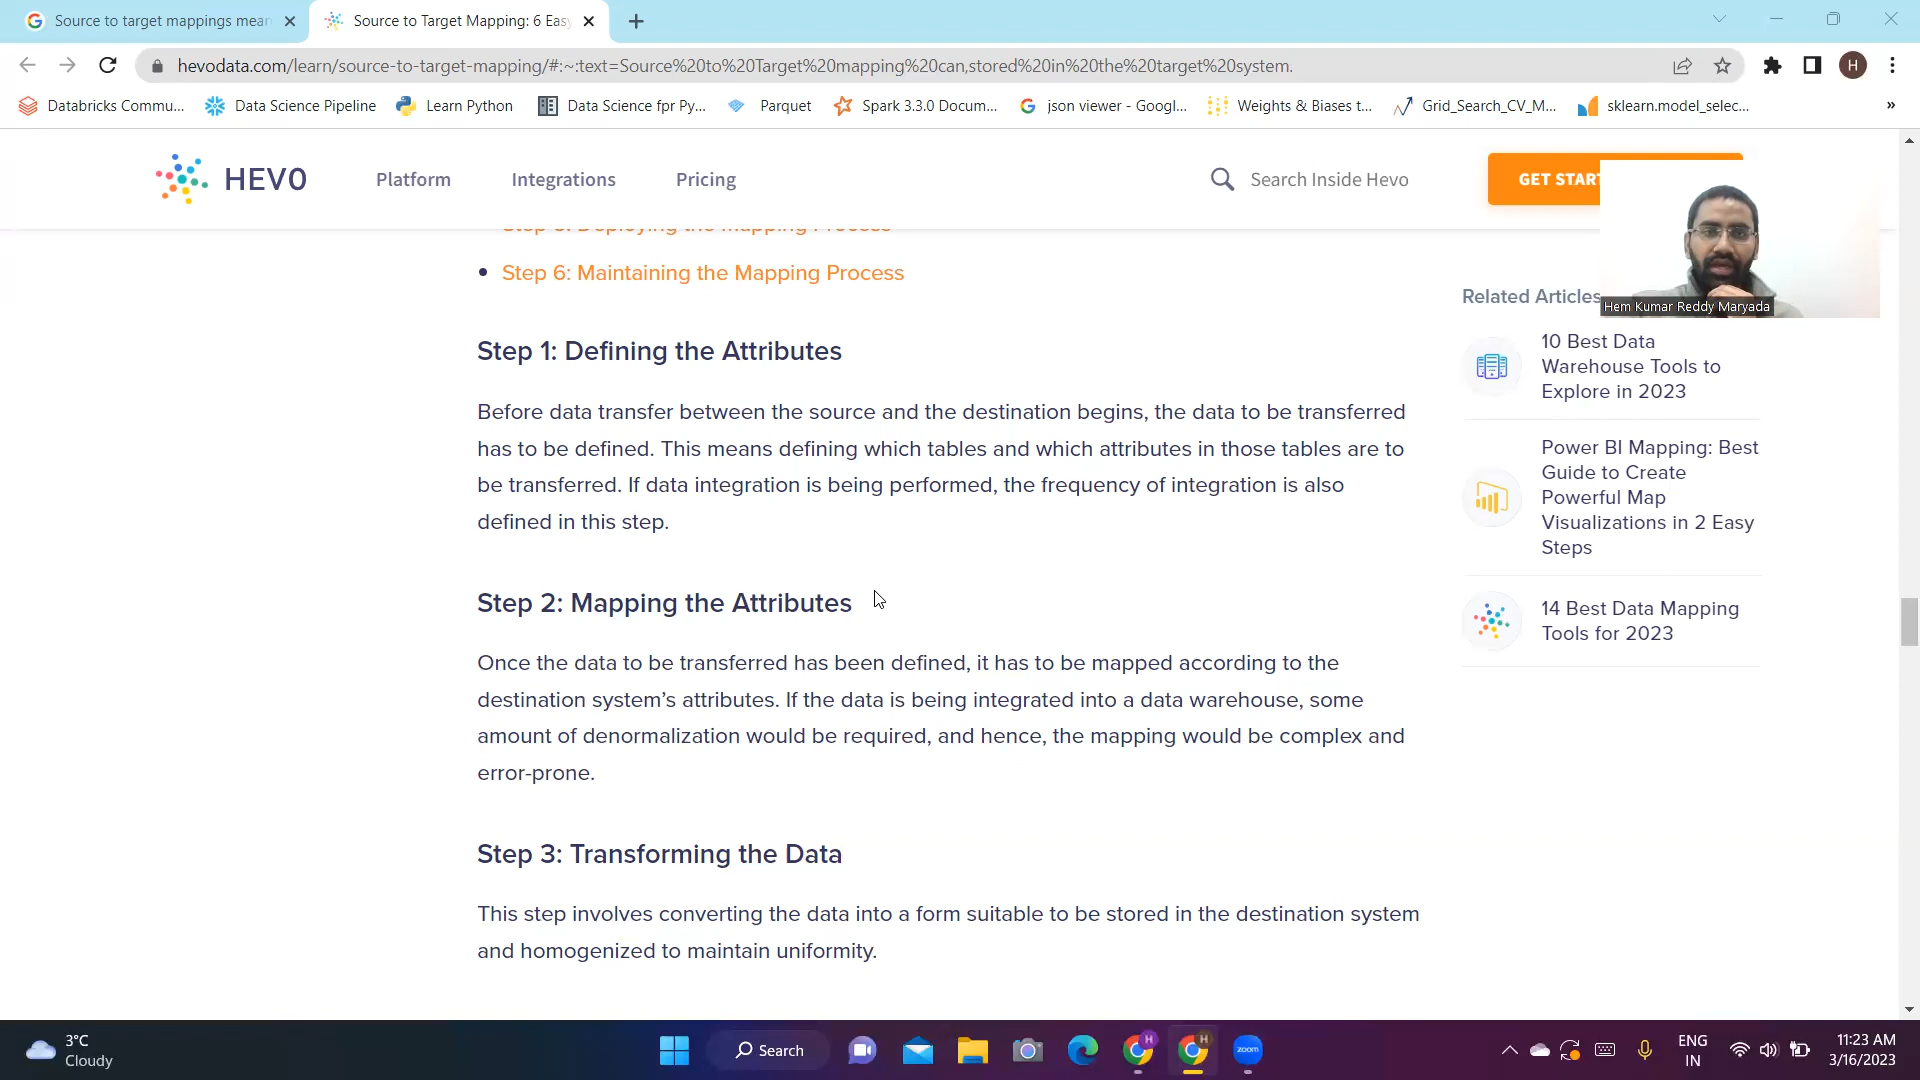 Source to target mappings mean
Source to Target Mapping: 6 Easy
hevodata.com/learn/source-to-target-mapping/#:~:text=Source%20to%20Target%20mapping%20can,stored%20in%20the%20target%20system.
H
Databricks Commu...
Data Science Pipeline
Learn Python
Data Science fpr Py...
Parquet
Spark 3.3.0 Docum...
json viewer - Googl...
Weights & Biases t...
Grid_Search_CV_M...
sklearn.model_selec...
»
HEVO
Platform
Integrations
Pricing
Search Inside Hevo
GET START
Step 6: Maintaining the Mapping Process
Step 1: Defining the Attributes
Before data transfer between the source and the destination begins, the data to be transferred
has to be defined. This means defining which tables and which attributes in those tables are to
be transferred. If data integration is being performed, the frequency of integration is also
defined in this step.
Step 2: Mapping the Attributes
Once the data to be transferred has been defined, it has to be mapped according to the
destination system’s attributes. If the data is being integrated into a data warehouse, some
amount of denormalization would be required, and hence, the mapping would be complex and
error-prone.
Step 3: Transforming the Data
This step involves converting the data into a form suitable to be stored in the destination system
and homogenized to maintain uniformity.
Related Articles
Hem Kumar Reddy Maryada
10 Best Data
Warehouse Tools to
Explore in 2023
Power BI Mapping: Best
Guide to Create
Powerful Map
Visualizations in 2 Easy
Steps
14 Best Data Mapping
Tools for 2023
3°C
Cloudy
Search
H
H
zoom
ENG
IN
11:23 AM
3/16/2023